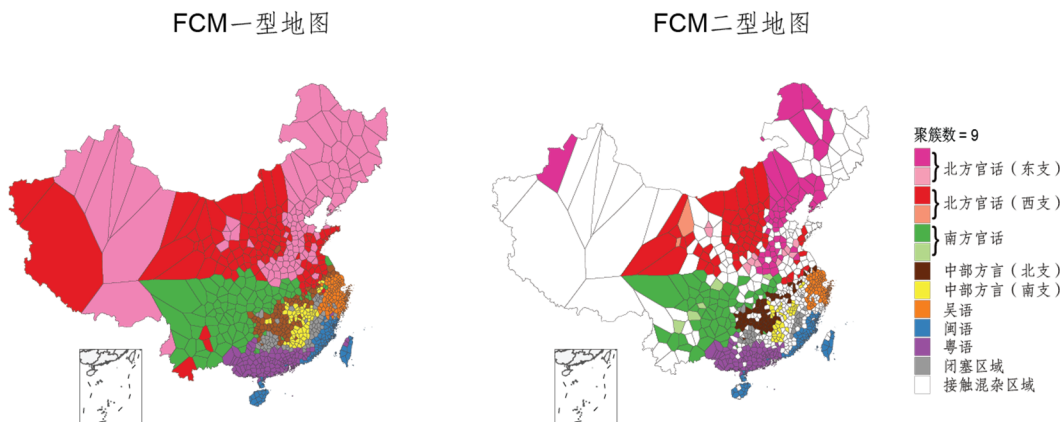 FCM一型地图
FCM二型地图
聚簇数=9
北方官话（东支）
北方官话（西支）
南方官话
中部方言（北支）
中部方言（南支）
吴语
闽语
粤语
闭塞区域
接触混杂区域